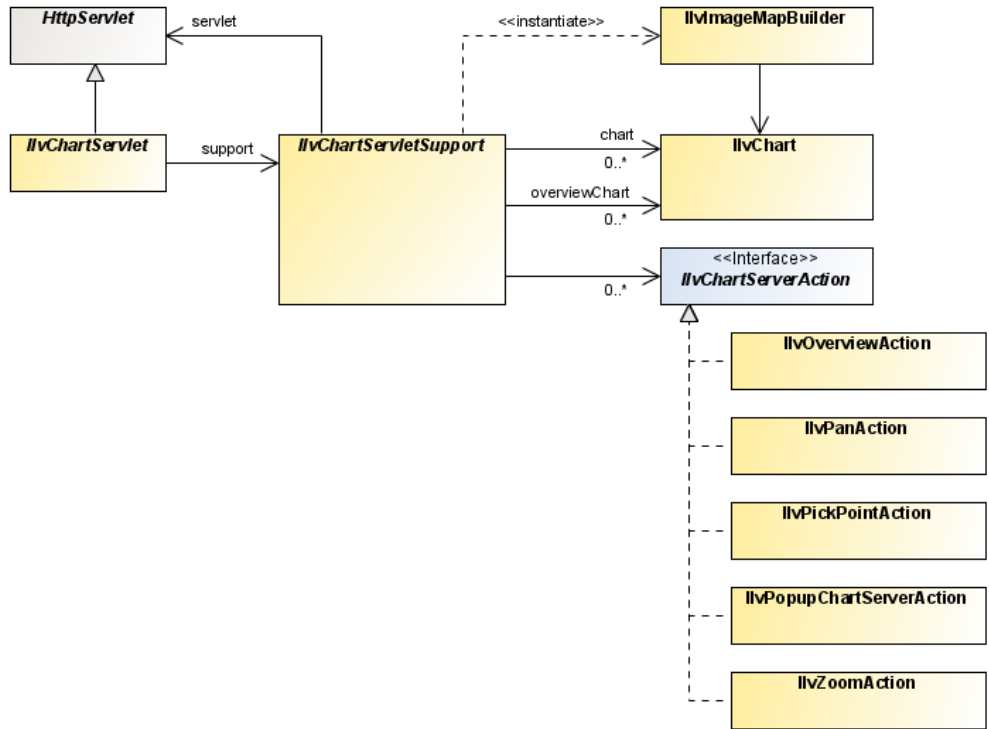 HttpServlet
servlet
<<instantiate>>
IlvImageMapBuilder
IlvChartServlet
support
IlvChartServletSupport
chart
0..*
IlvChart
overviewChart
0..*
<<Interface>>
IlvChartServerAction
0..*
IlvOverviewAction
IlvPanAction
IlvPickPointAction
IlvPopupChartServerAction
IlvZoomAction